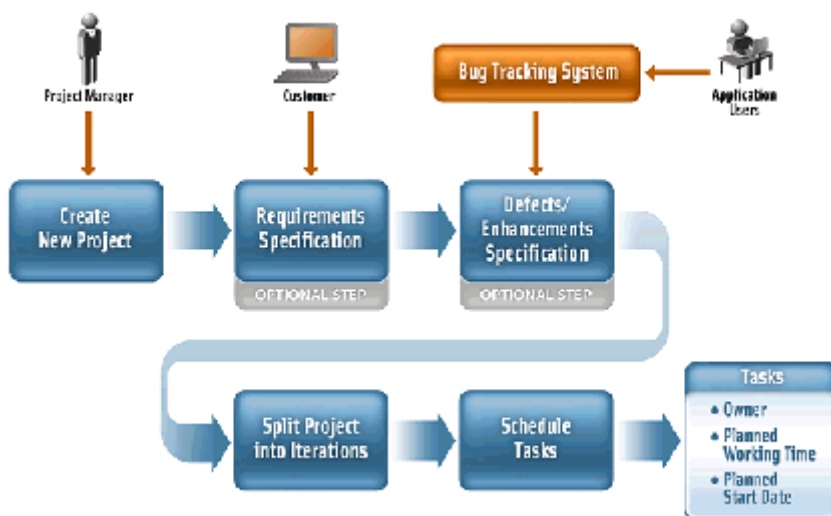 Project Manager
Customer
Bug Tracking System
Application
Users
Create
New Project
Requirements
Specification
OPTIONAL STEP
Defects/
Enhancements
Specification
OPTIONAL STEP
Split Project
into Iterations
Schedule
Tasks
Tasks
• Owner
• Planned
Working Time
• Planned
Start Date